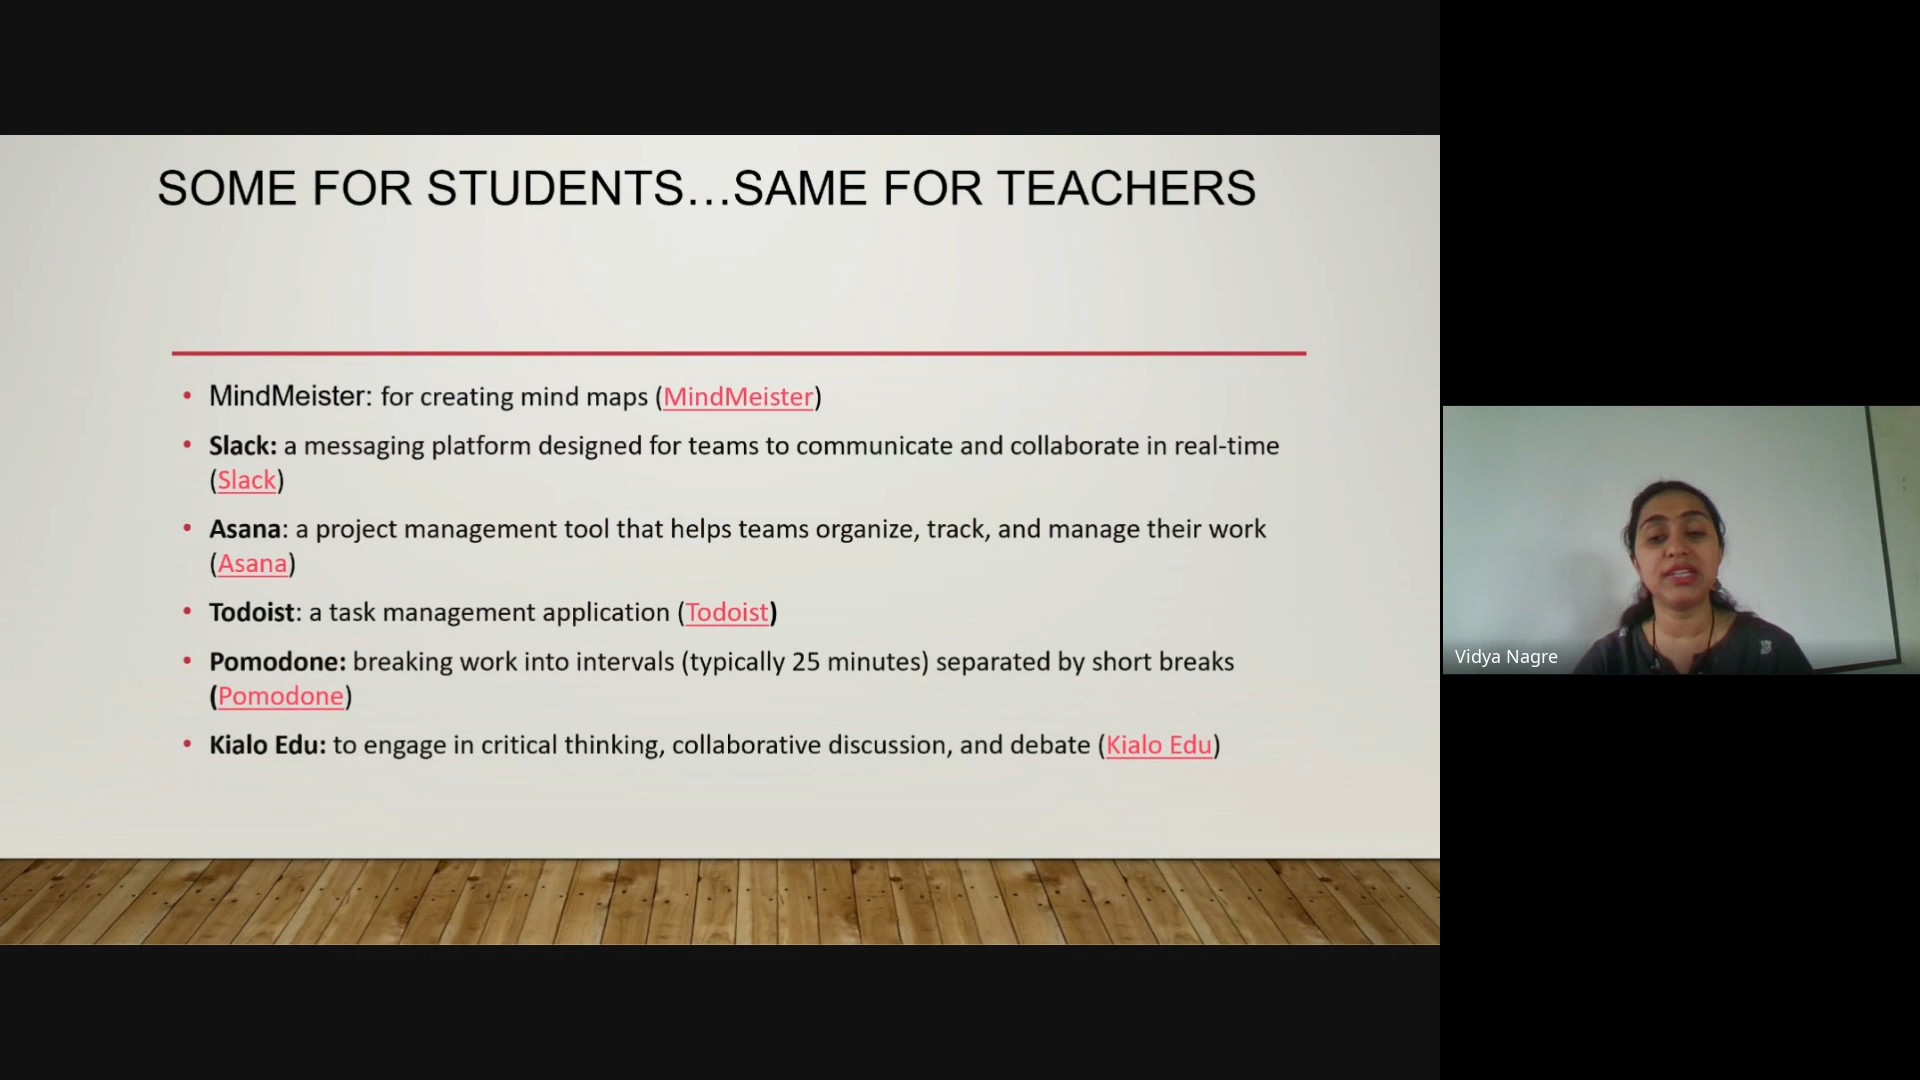 SOME FOR STUDENTS...SAME FOR TEACHERS
• MindMeister: for creating mind maps (MindMeister)
• Slack: a messaging platform designed for teams to communicate and collaborate in real-time
(Slack)
• Asana: a project management tool that helps teams organize, track, and manage their work
(Asana)
• Todoist: a task management application (Todoist)
• Pomodone: breaking work into intervals (typically 25 minutes) separated by short breaks
(Pomodone)
• Kialo Edu: to engage in critical thinking, collaborative discussion, and debate (Kialo Edu)
Vidya Nagre